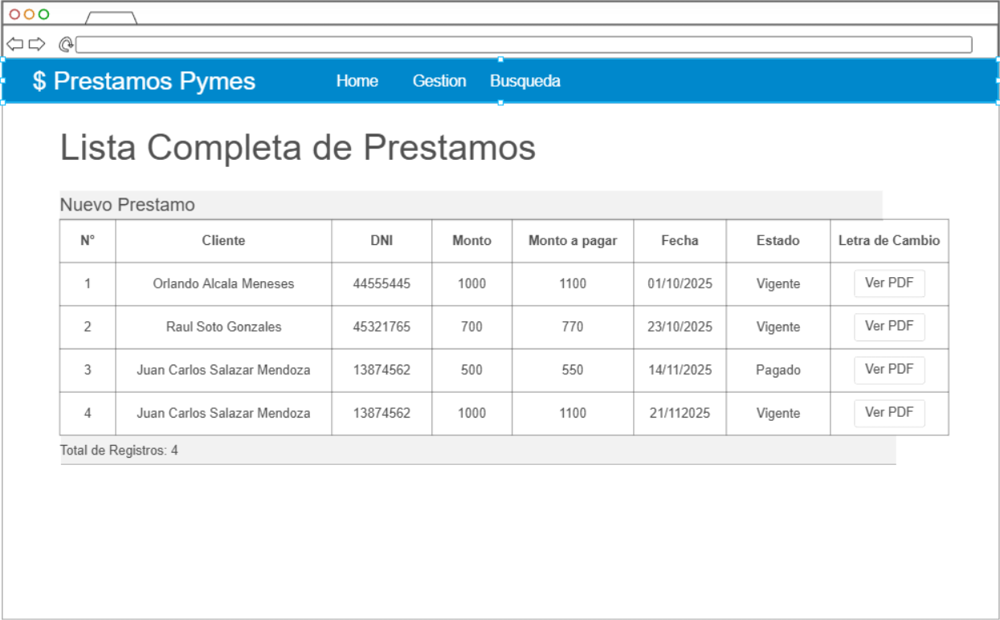 $ Prestamos Pymes Home Gestion Busqueda
Lista Completa de Prestamos
Nuevo Prestamo
N° Cliente DNI Monto Monto a pagar Fecha Estado Letra de Cambio
1 Orlando Alcala Meneses 44555445 1000 1100 01/10/2025 Vigente Ver PDF
2 Raul Soto Gonzales 45321765 700 770 23/10/2025 Vigente Ver PDF
3 Juan Carlos Salazar Mendoza 13874562 500 550 14/11/2025 Pagado Ver PDF
4 Juan Carlos Salazar Mendoza 13874562 1000 1100 21/112025 Vigente Ver PDF
Total de Registros: 4